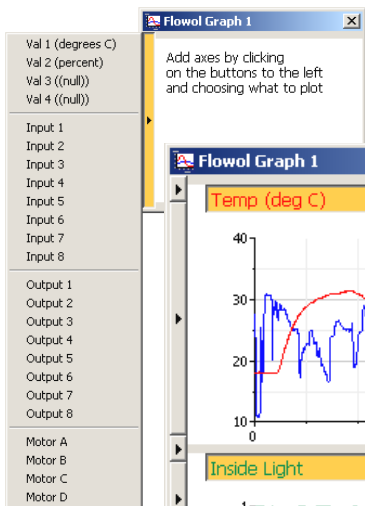 Flowol Graph 1
Val 1 (degrees C)
Val 2 (percent)
Val 3 ((null))
Val 4 ((null))
Input 1
Input 2
Input 3
Input 4
Input 5
Input 6
Input 7
Input 8
Output 1
Output 2
Output 3
Output 4
Output 5
Output 6
Output 7
Output 8
Motor A
Motor B
Motor C
Motor D
Add axes by clicking
on the buttons to the left
and choosing what to plot
Flowol Graph 1
Temp (deg C)
40
30
20
10
0
Inside Light
1